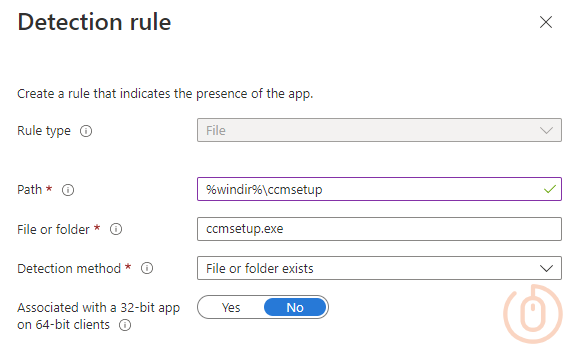 Detection rule
Create a rule that indicates the presence of the app.
Rule type
File
Path *
%windir%\ccmsetup
File or folder *
ccmsetup.exe
Detection method *
File or folder exists
Associated with a 32-bit app
on 64-bit clients
Yes
No